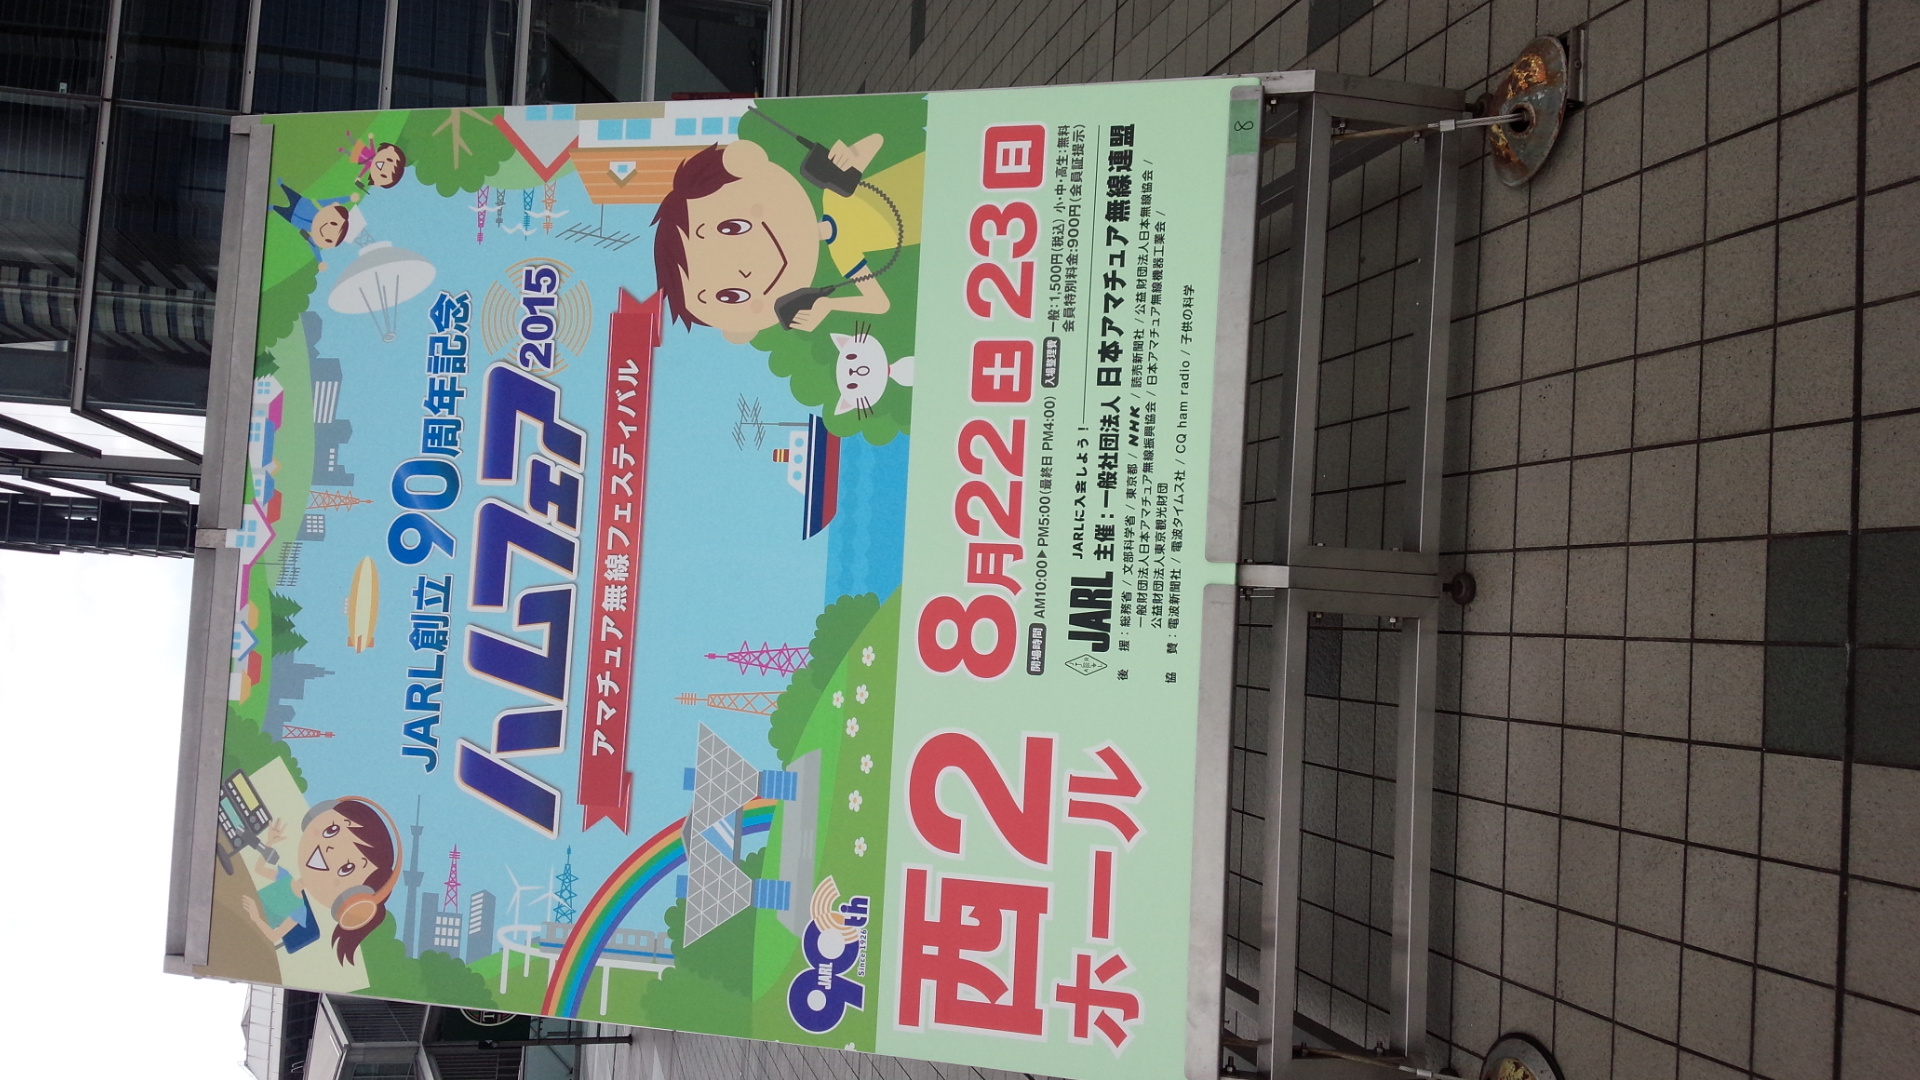 JARL創立90周年記念
ハムフェア2015
アマチュア無線フェスティバル
JARL
90th
Since1926
西2
ホール
8月22土23日
開場時間 AM10:00▶PM5:00(最終日 PM4:00) 入場整理費 一般:1,500円(税込) 小・中・高生:無料
会員特別料金:900円(会員証提示)
JARLに入会しよう!
JARL 主催:一般社団法人 日本アマチュア無線連盟
後援:総務省 / 文部科学省 / 東京都 / NHK / 読売新聞社 / 公益財団法人日本無線協会 /
一般財団法人日本アマチュア無線振興協会 / 日本アマチュア無線機器工業会 /
公益財団法人東京観光財団
協賛:電波新聞社 / 電波タイムス社 / CQ ham radio / 子供の科学
8